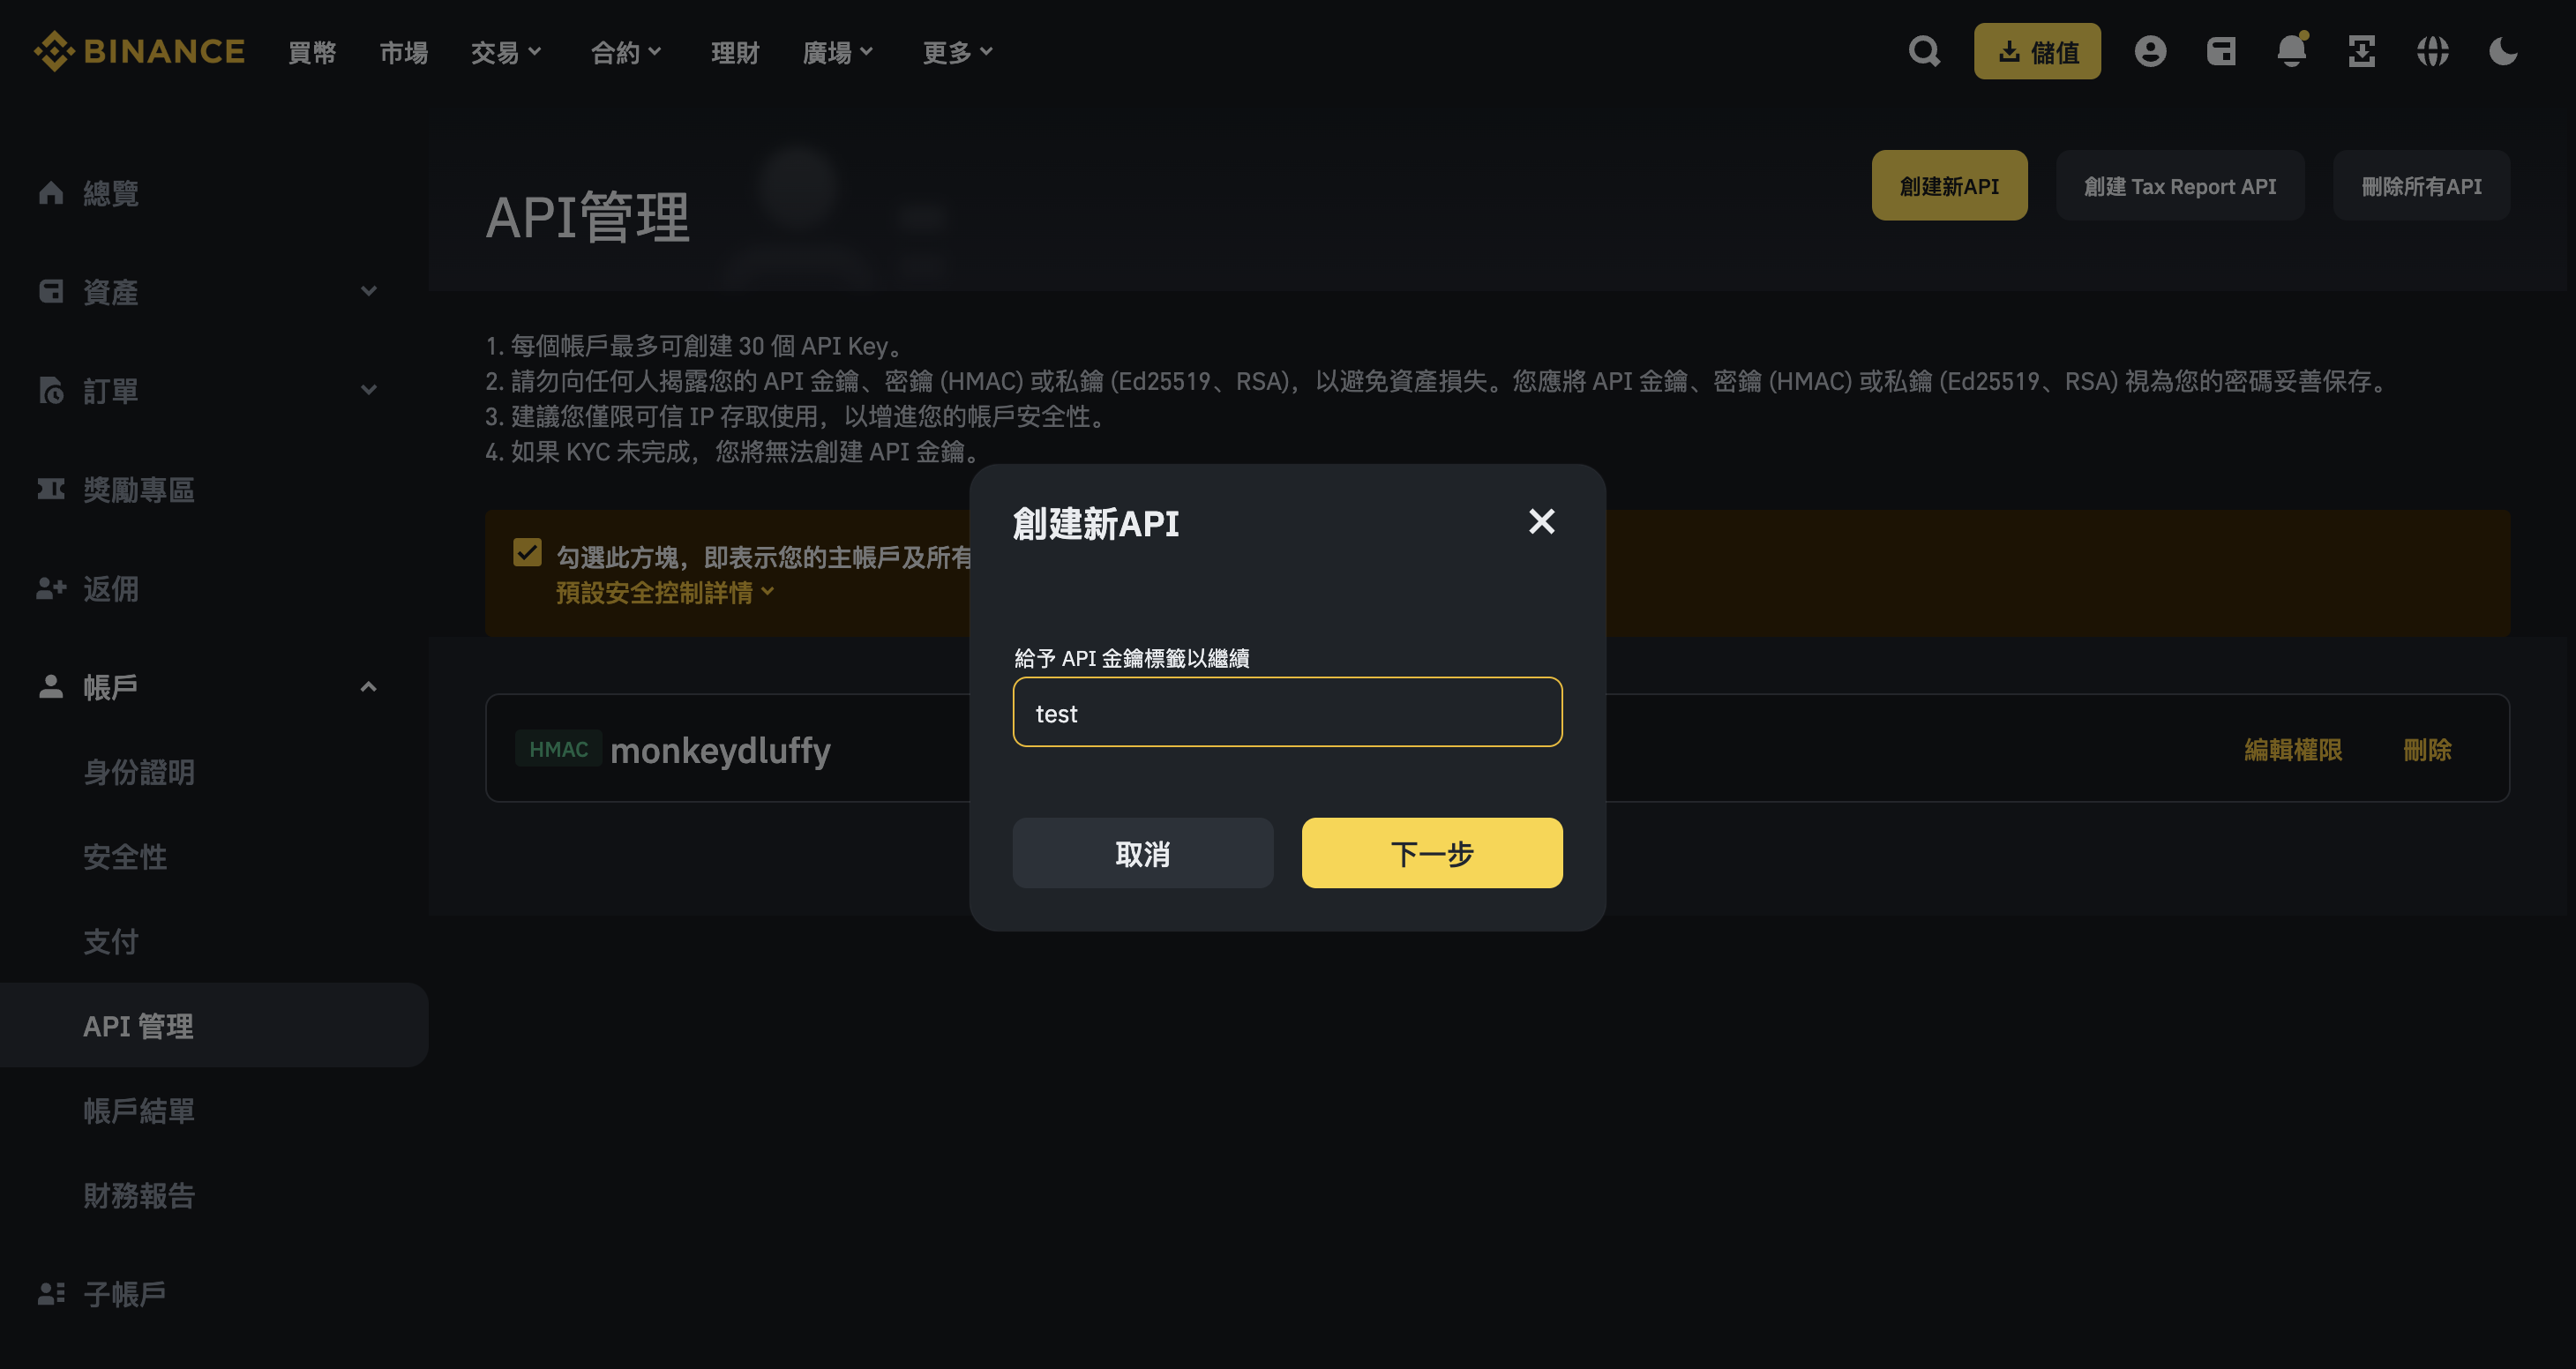 BINANCE 買幣 市場 交易 合約 理財 廣場 更多 儲值
總覽
資產
訂單
獎勵專區
返佣
帳戶
身份證明
安全性
支付
API 管理
帳戶結單
財務報告
子帳戶
API管理
創建新API 創建 Tax Report API 刪除所有API
1. 每個帳戶最多可創建 30 個 API Key。
2. 請勿向任何人揭露您的 API 金鑰、密鑰 (HMAC) 或私鑰 (Ed25519、RSA)，以避免資產損失。您應將 API 金鑰、密鑰 (HMAC) 或私鑰 (Ed25519、RSA) 視為您的密碼妥善保存。
3. 建議您僅限可信 IP 存取使用，以增進您的帳戶安全性。
4. 如果 KYC 未完成，您將無法創建 API 金鑰。
勾選此方塊，即表示您的主帳戶及所有
預設安全控制詳情
HMAC monkeydluffy 編輯權限 刪除
創建新API
給予 API 金鑰標籤以繼續
test
取消 下一步